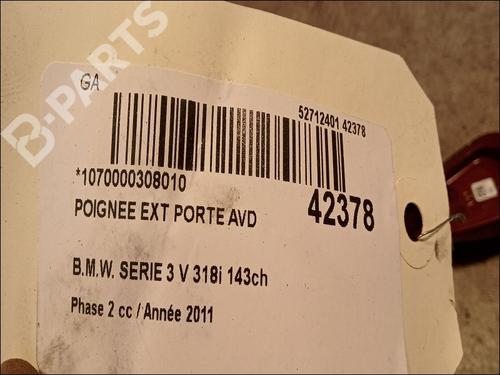 B-PARTS
GA
52712401 42378
*1070000308010
42378
POIGNEE EXT PORTE AVD
B.M.W. SERIE 3 V 318i 143ch
Phase 2 cc / Année 2011